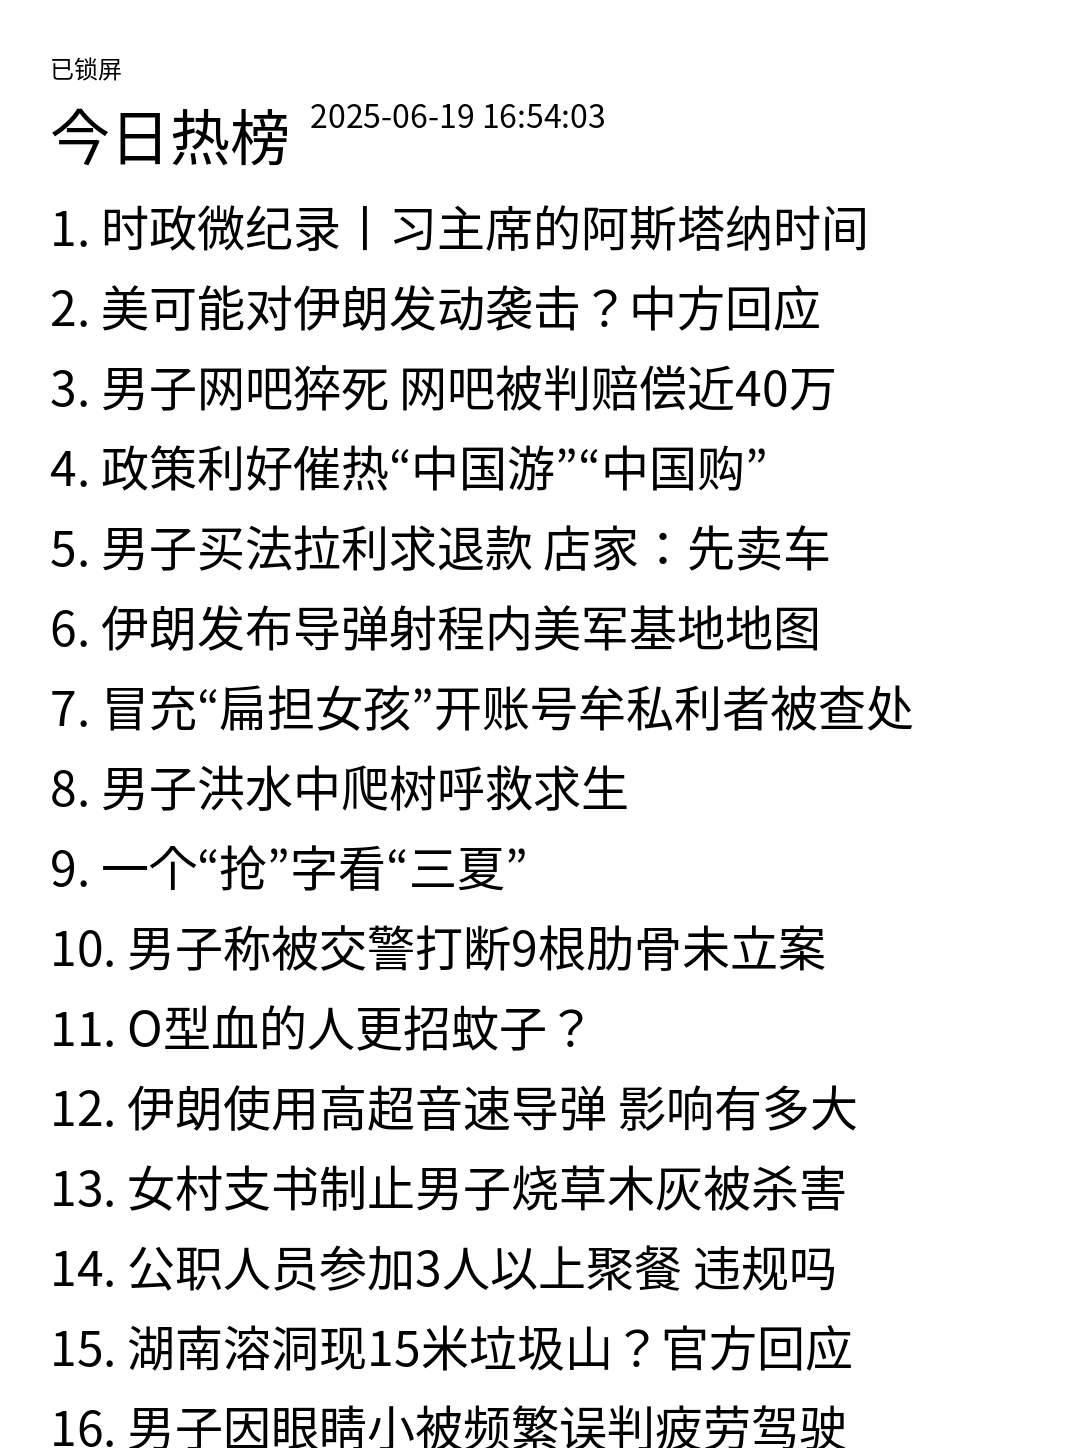 已锁屏
今日热榜 2025-06-19 16:54:03
1. 时政微纪录丨习主席的阿斯塔纳时间
2. 美可能对伊朗发动袭击？中方回应
3. 男子网吧猝死 网吧被判赔偿近40万
4. 政策利好催热“中国游”“中国购”
5. 男子买法拉利求退款 店家：先卖车
6. 伊朗发布导弹射程内美军基地地图
7. 冒充“扁担女孩”开账号牟私利者被查处
8. 男子洪水中爬树呼救求生
9. 一个“抢”字看“三夏”
10. 男子称被交警打断9根肋骨未立案
11. O型血的人更招蚊子？
12. 伊朗使用高超音速导弹 影响有多大
13. 女村支书制止男子烧草木灰被杀害
14. 公职人员参加3人以上聚餐 违规吗
15. 湖南溶洞现15米垃圾山？官方回应
16. 男子因眼睛小被频繁误判疲劳驾驶